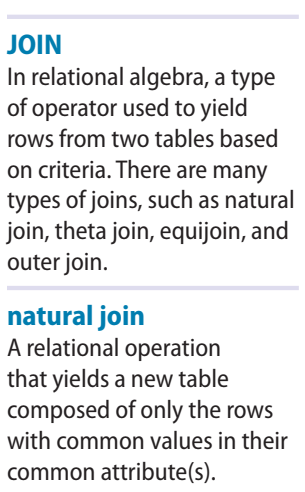 JOIN
In relational algebra, a type
of operator used to yield
rows from two tables based
on criteria. There are many
types of joins, such as natural
join, theta join, equijoin, and
outer join.
natural join
A relational operation
that yields a new table
composed of only the rows
with common values in their
common attribute(s).